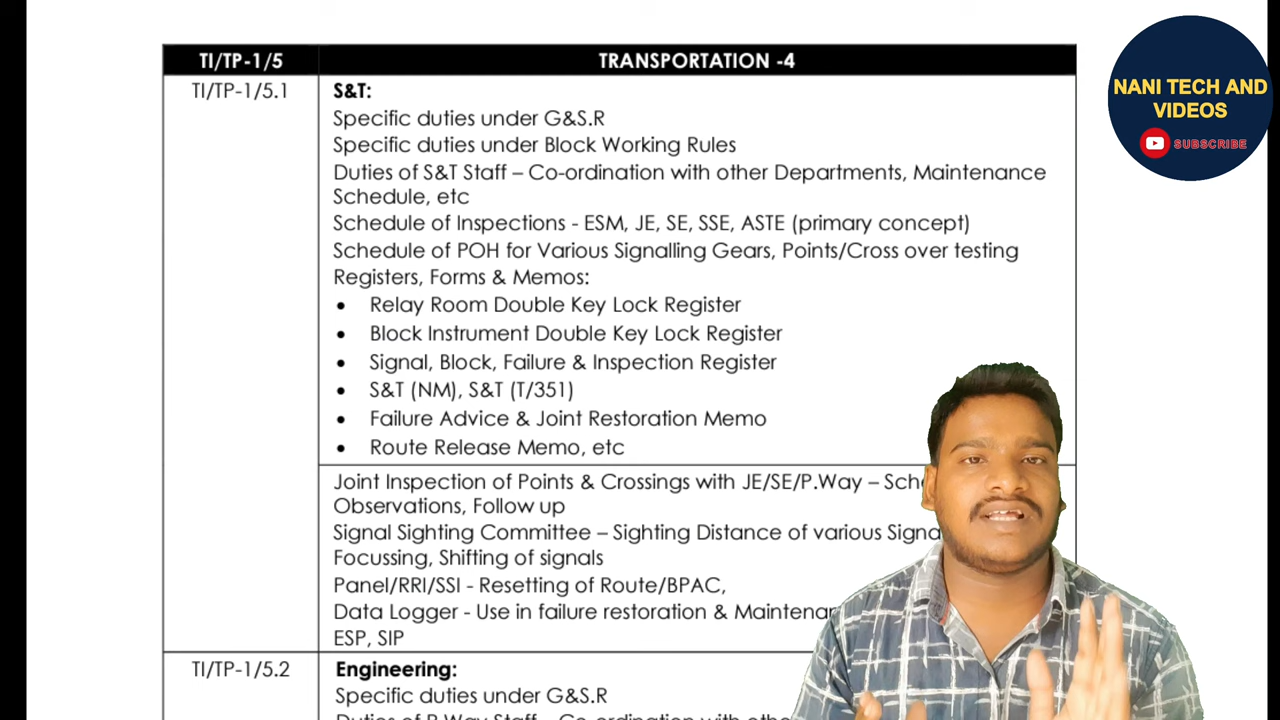 TI/TP-1/5 TRANSPORTATION -4
TI/TP-1/5.1 S&T:
Specific duties under G&S.R
Specific duties under Block Working Rules
Duties of S&T Staff – Co-ordination with other Departments, Maintenance
Schedule, etc
Schedule of Inspections - ESM, JE, SE, SSE, ASTE (primary concept)
Schedule of POH for Various Signalling Gears, Points/Cross over testing
Registers, Forms & Memos:
• Relay Room Double Key Lock Register
• Block Instrument Double Key Lock Register
• Signal, Block, Failure & Inspection Register
• S&T (NM), S&T (T/351)
• Failure Advice & Joint Restoration Memo
• Route Release Memo, etc
Joint Inspection of Points & Crossings with JE/SE/P.Way –
Observations, Follow up
Signal Sighting Committee – Sighting Distance of various
Focussing, Shifting of signals
Panel/RRI/SSI - Resetting of Route/BPAC,
Data Logger - Use in failure restoration &
ESP, SIP
TI/TP-1/5.2 Engineering:
Specific duties under G&S.R
NANI TECH AND
VIDEOS
SUBSCRIBE